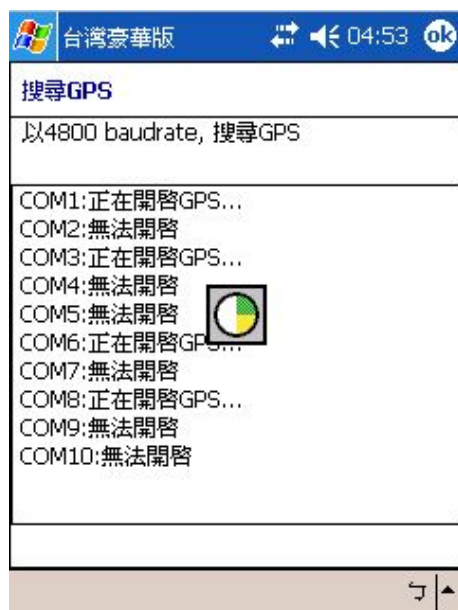 台灣豪華版 04:53 ok
搜尋GPS
以4800 baudrate, 搜尋GPS
COM1:正在開啓GPS...
COM2:無法開啓
COM3:正在開啓GPS...
COM4:無法開啓
COM5:無法開啓
COM6:正在開啓GPS...
COM7:無法開啓
COM8:正在開啓GPS...
COM9:無法開啓
COM10:無法開啓
ㄅ